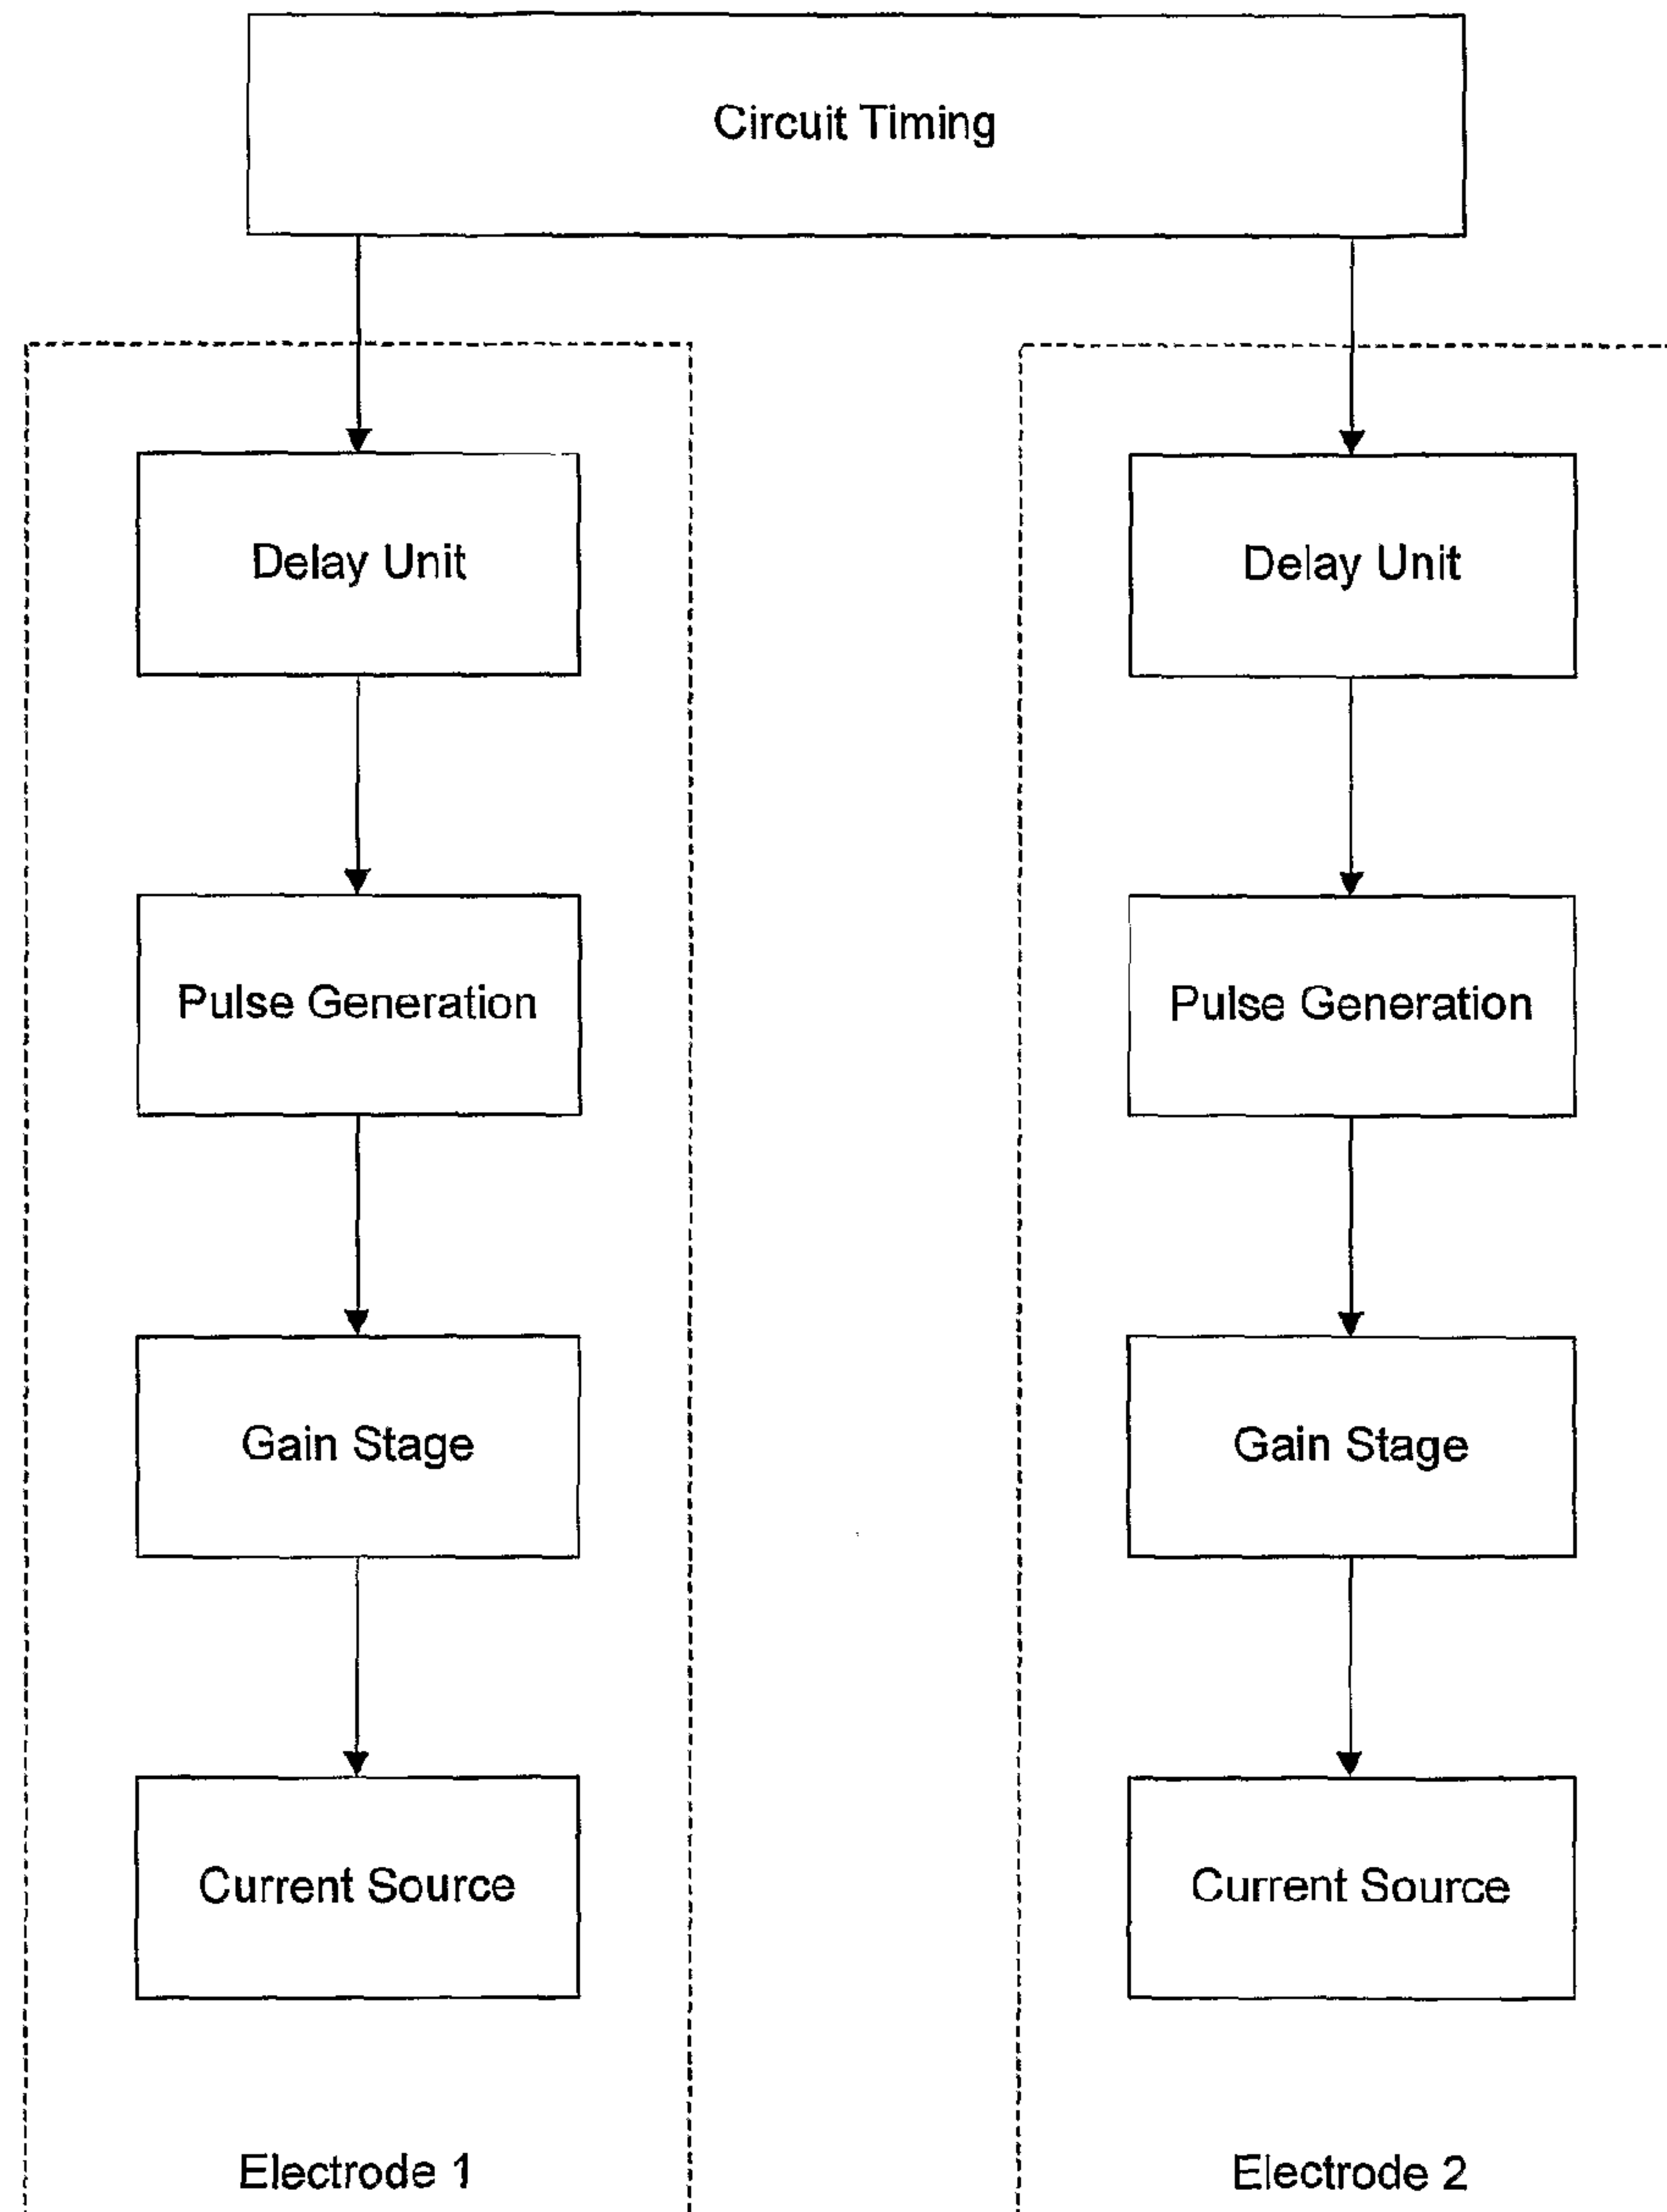 Circuit Timing
Delay Unit
Pulse Generation
Gain Stage
Current Source
Electrode 1
Delay Unit
Pulse Generation
Gain Stage
Current Source
Electrode 2